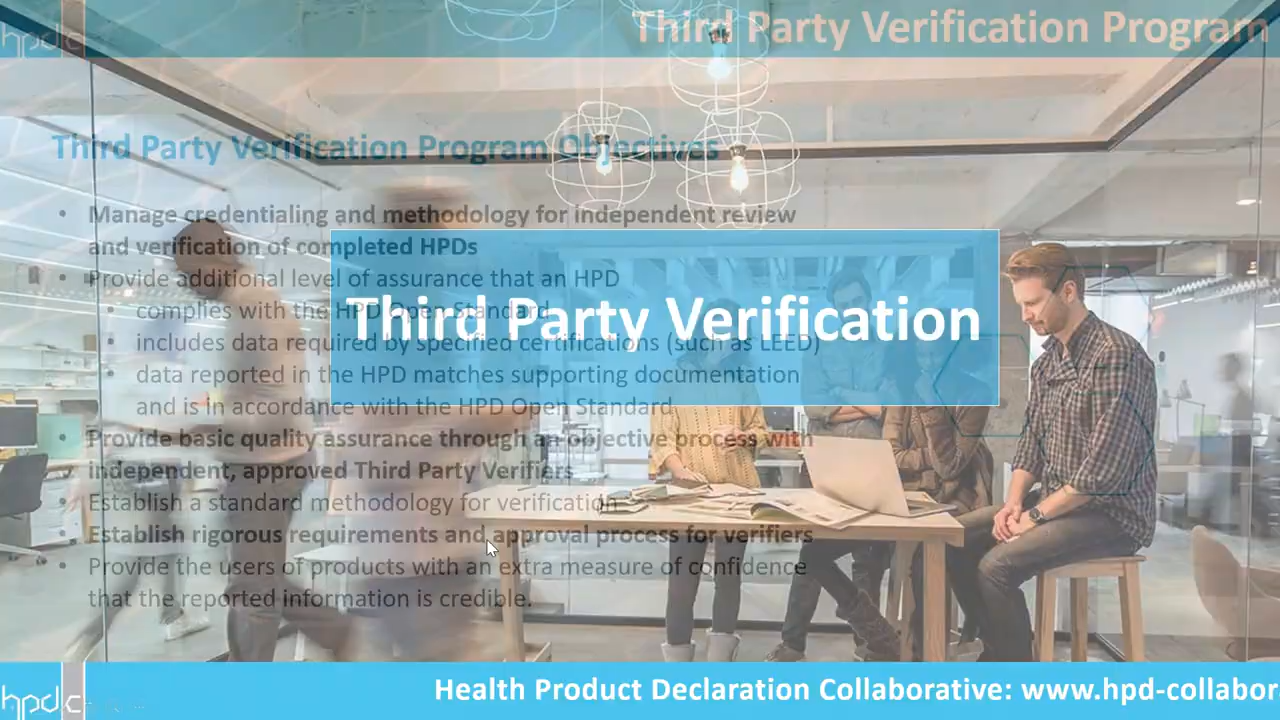 hpdc
Third Party Verification Program
Third Party Verification Program Objectives
• Manage credentialing and methodology for independent review
and verification of completed HPDs
• Provide additional level of assurance that an HPD
• complies with the HPD Open Standard
• includes data required by specified certifications (such as LEED)
• data reported in the HPD matches supporting documentation
and is in accordance with the HPD Open Standard
• Provide basic quality assurance through an objective process with
independent, approved Third Party Verifiers
• Establish a standard methodology for verification
• Establish rigorous requirements and approval process for verifiers
• Provide the users of products with an extra measure of confidence
that the reported information is credible.
Third Party Verification
hpdc
Health Product Declaration Collaborative: www.hpd-collabor